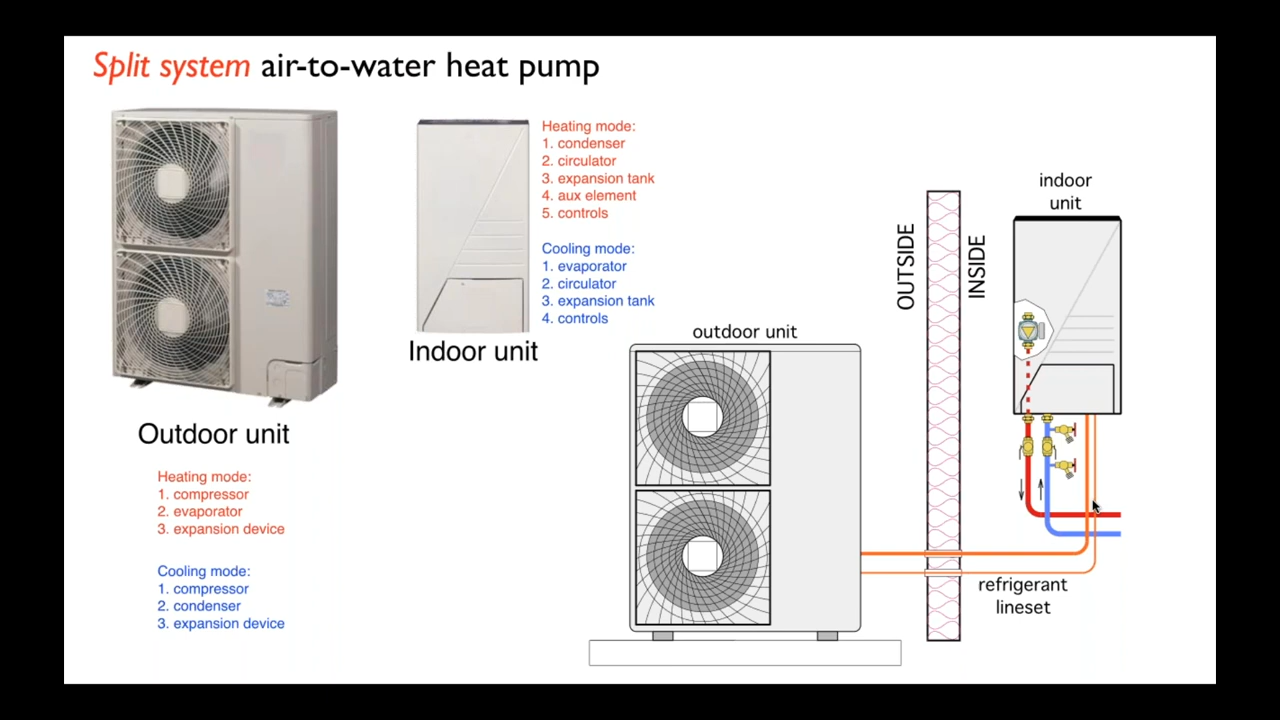 Split system air-to-water heat pump
Heating mode:
1. condenser
2. circulator
3. expansion tank
4. aux element
5. controls
Cooling mode:
1. evaporator
2. circulator
3. expansion tank
4. controls
Indoor unit
Outdoor unit
Heating mode:
1. compressor
2. evaporator
3. expansion device
Cooling mode:
1. compressor
2. condenser
3. expansion device
outdoor unit
OUTSIDE
INSIDE
indoor
unit
refrigerant
lineset